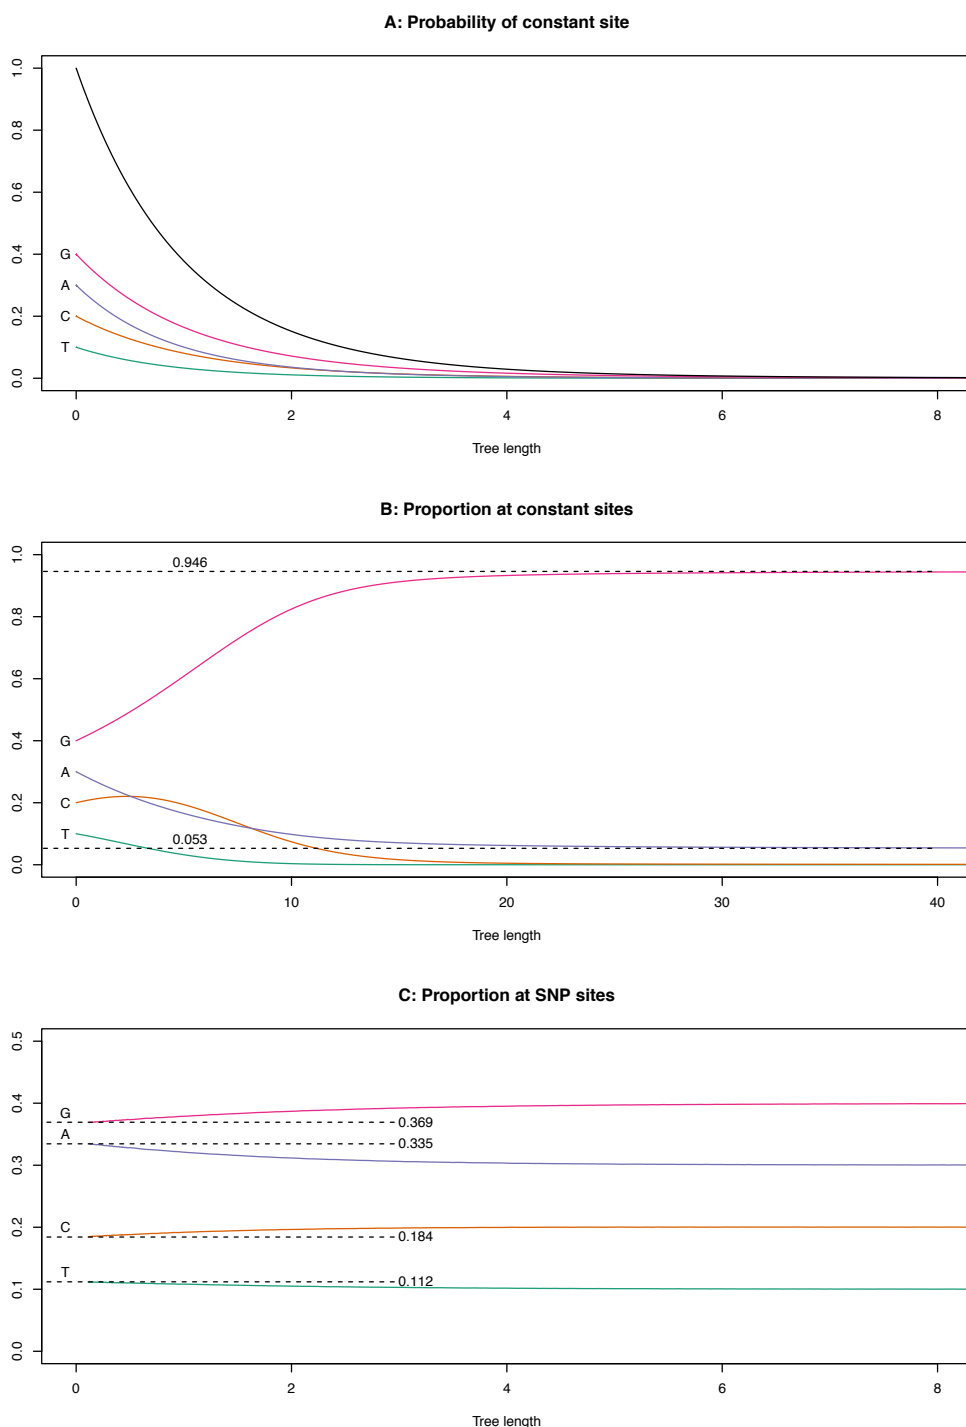 A: Probability of constant site
1.0
0.8
0.6
0.4
0.2
0.0
G
A
C
T
0 2 4 6 8
Tree length
B: Proportion at constant sites
1.0
0.8
0.6
0.4
0.2
0.0
0.946
G
A
C
T
0.053
0 10 20 30 40
Tree length
C: Proportion at SNP sites
0.5
0.4
0.3
0.2
0.1
0.0
G
0.369
A
0.335
C
0.184
T
0.112
0 2 4 6 8
Tree length